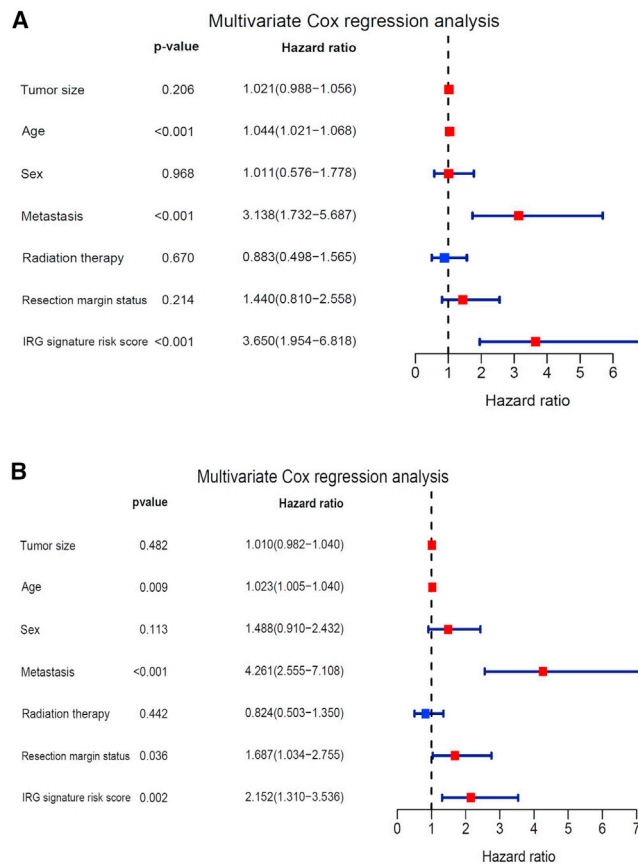 A
Multivariate Cox regression analysis
p-value Hazard ratio
Tumor size 0.206 1.021(0.988−1.056)
Age <0.001 1.044(1.021−1.068)
Sex 0.968 1.011(0.576−1.778)
Metastasis <0.001 3.138(1.732−5.687)
Radiation therapy 0.670 0.883(0.498−1.565)
Resection margin status 0.214 1.440(0.810−2.558)
IRG signature risk score <0.001 3.650(1.954−6.818)
0 1 2 3 4 5 6
Hazard ratio
B
Multivariate Cox regression analysis
pvalue Hazard ratio
Tumor size 0.482 1.010(0.982−1.040)
Age 0.009 1.023(1.005−1.040)
Sex 0.113 1.488(0.910−2.432)
Metastasis <0.001 4.261(2.555−7.108)
Radiation therapy 0.442 0.824(0.503−1.350)
Resection margin status 0.036 1.687(1.034−2.755)
IRG signature risk score 0.002 2.152(1.310−3.536)
0 1 2 3 4 5 6 7
Hazard ratio